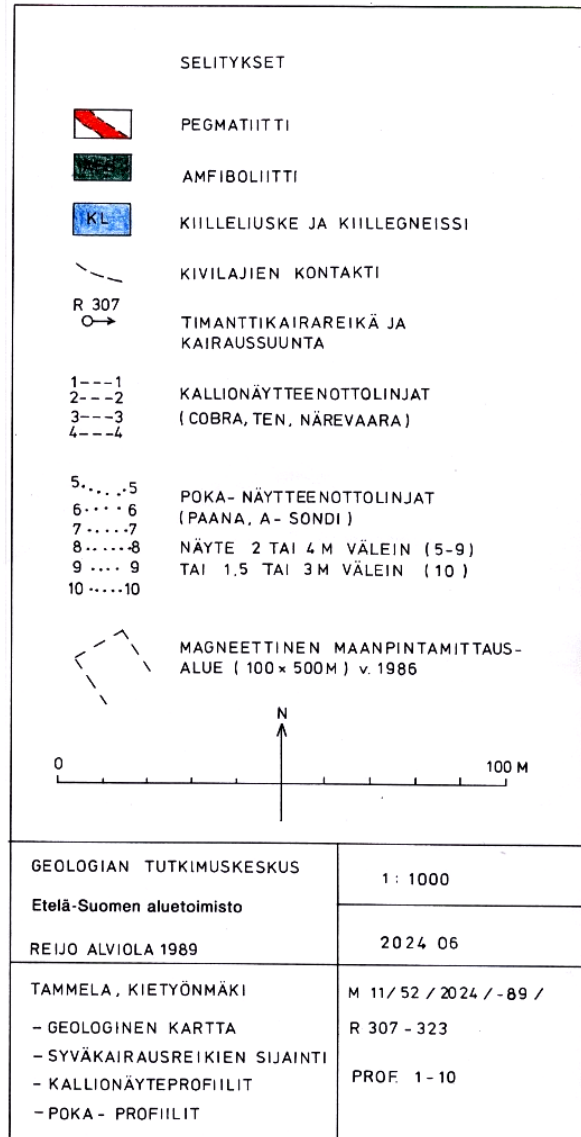 SELITYKSET
PEGMATIITTI
AMFIBOLIITTI
KL
KIILLELIUSKE JA KIILLEGNEISSI
KIVILAJIEN KONTAKTI
R 307
TIMANTTIKAIRAREIKÄ JA
KAIRAUSSUUNTA
1---1
2---2
3---3
4---4
KALLIONÄYTTEENOTTOLINJAT
(COBRA, TEN, NÄREVAARA)
5.....5
6....6
7.....7
8......8
9....9
10.....10
POKA-NÄYTTEENOTTOLINJAT
(PAANA, A-SONDI)
NÄYTE 2 TAI 4 M VÄLEIN (5-9)
TAI 1,5 TAI 3 M VÄLEIN (10)
MAGNEETTINEN MAANPINTAMITTAUS-
ALUE (100 x 500M) v. 1986
N
0 100 M
GEOLOGIAN TUTKIMUSKESKUS
Etelä-Suomen aluetoimisto
REIJO ALVIOLA 1989
1 : 1000
2024 06
TAMMELA, KIETYÖNMÄKI
- GEOLOGINEN KARTTA
- SYVÄKAIRAUSREIKIEN SIJAINTI
- KALLIONÄYTEPROFIILIT
- POKA - PROFIILIT
M 11/52/2024/-89/
R 307 - 323
PROF. 1-10